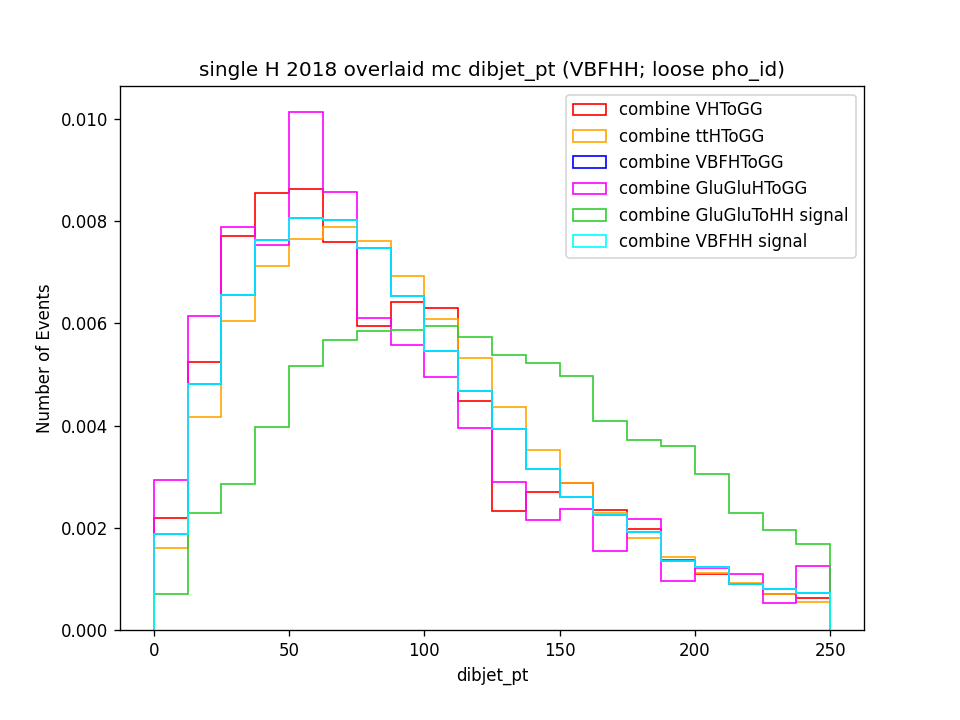 single H 2018 overlaid mc dibjet_pt (VBFHH; loose pho_id)
combine VHToGG
combine ttHToGG
combine VBFHToGG
combine GluGluHToGG
combine GluGluToHH signal
combine VBFHH signal
Number of Events
0.010
0.008
0.006
0.004
0.002
0.000
0
50
100
150
200
250
dibjet_pt